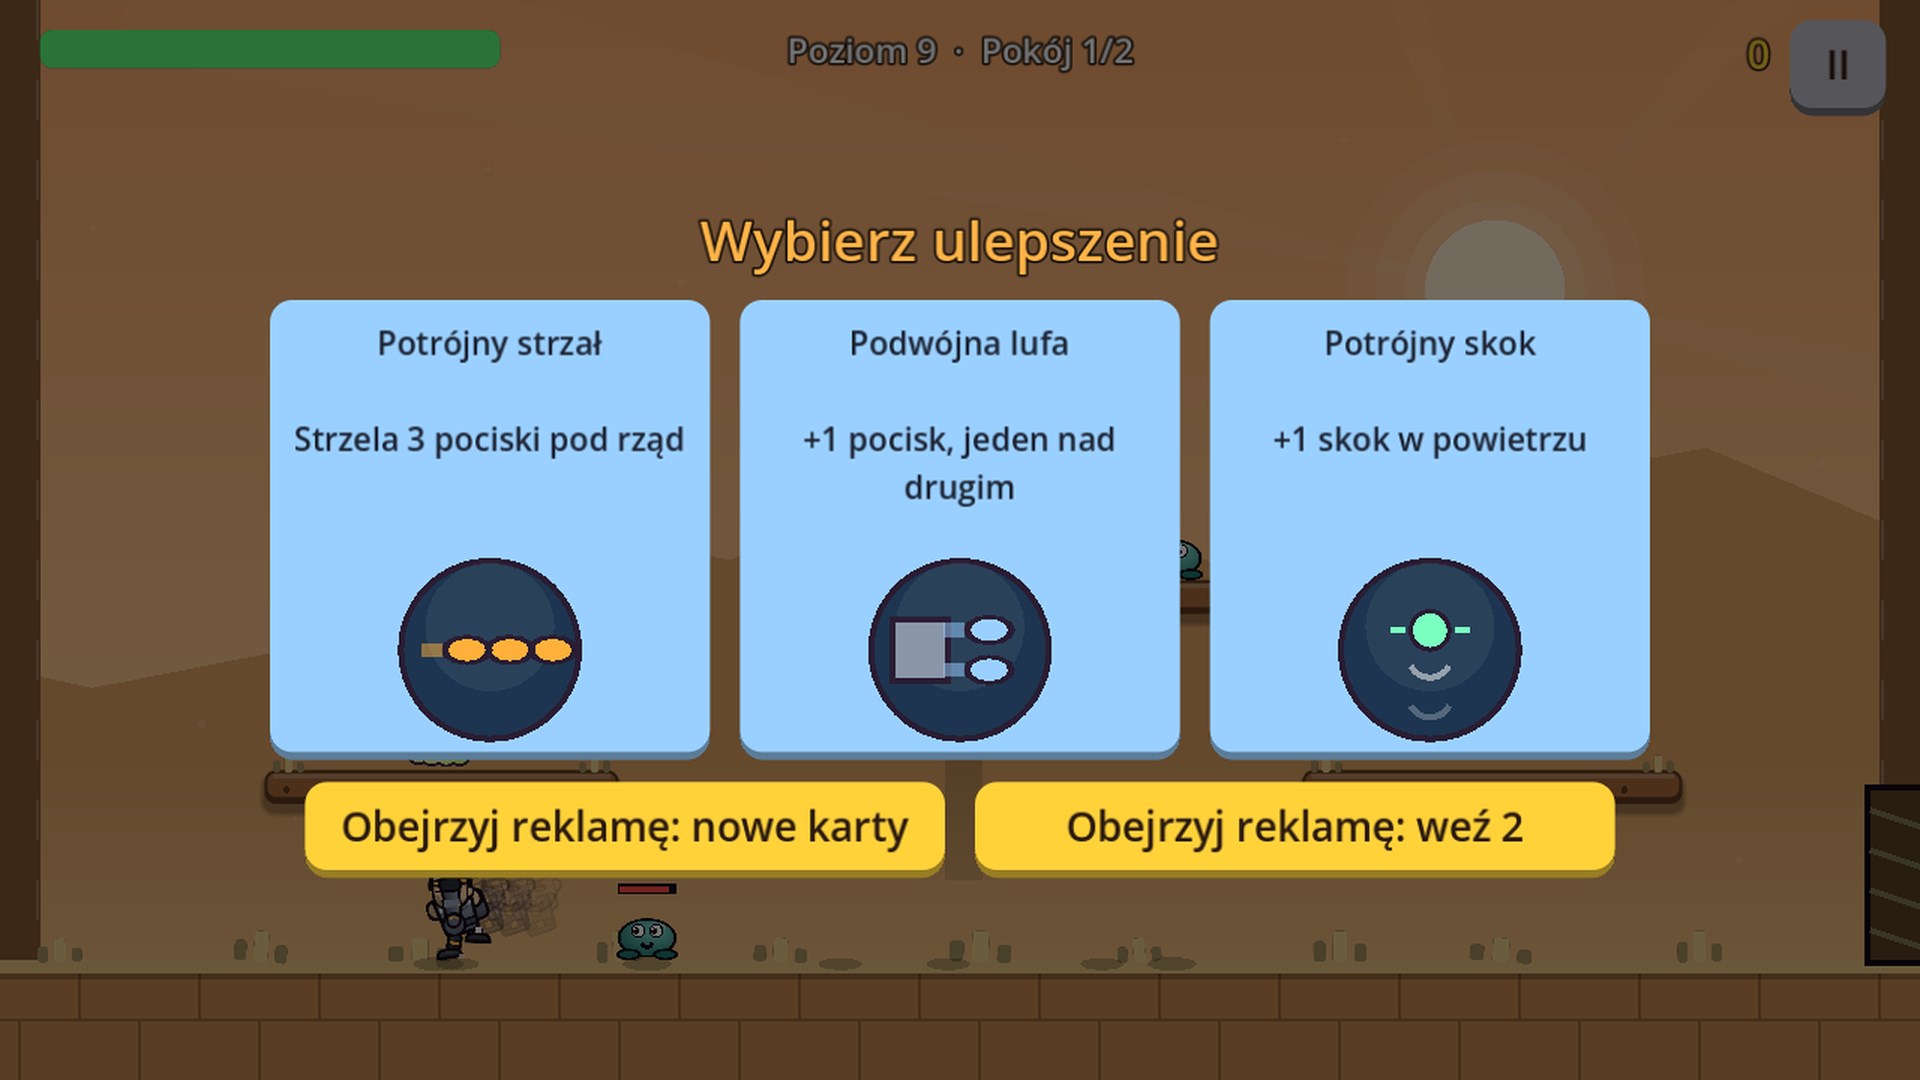 Poziom 9 · Pokój 1/2
0
Wybierz ulepszenie
Potrójny strzał
Strzela 3 pociski pod rząd
Podwójna lufa
+1 pocisk, jeden nad
drugim
Potrójny skok
+1 skok w powietrzu
Obejrzyj reklamę: nowe karty
Obejrzyj reklamę: weź 2